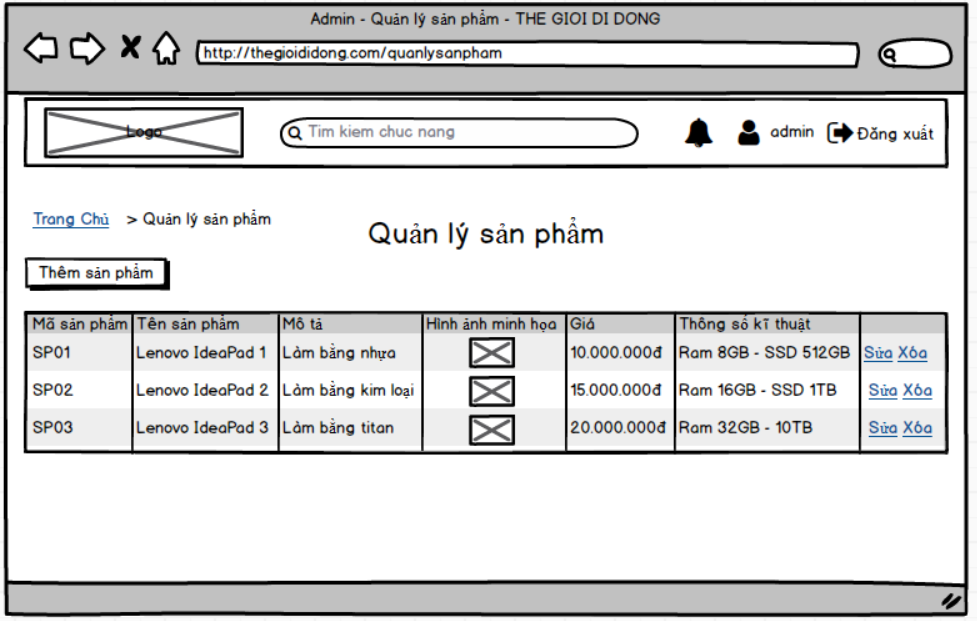 Admin - Quản lý sản phẩm - THE GIOI DI DONG
http://thegioididong.com/quanlysanpham
Logo
Tim kiem chuc nang
admin
Đăng xuất
Trang Chủ > Quản lý sản phẩm
Quản lý sản phẩm
Thêm sản phẩm
Mã sản phẩm Tên sản phẩm Mô tả Hình ảnh minh họa Giá Thông số kĩ thuật
SP01 Lenovo IdeaPad 1 Làm bằng nhựa 10.000.000đ Ram 8GB - SSD 512GB Sửa Xóa
SP02 Lenovo IdeaPad 2 Làm bằng kim loại 15.000.000đ Ram 16GB - SSD 1TB Sửa Xóa
SP03 Lenovo IdeaPad 3 Làm bằng titan 20.000.000đ Ram 32GB - 10TB Sửa Xóa